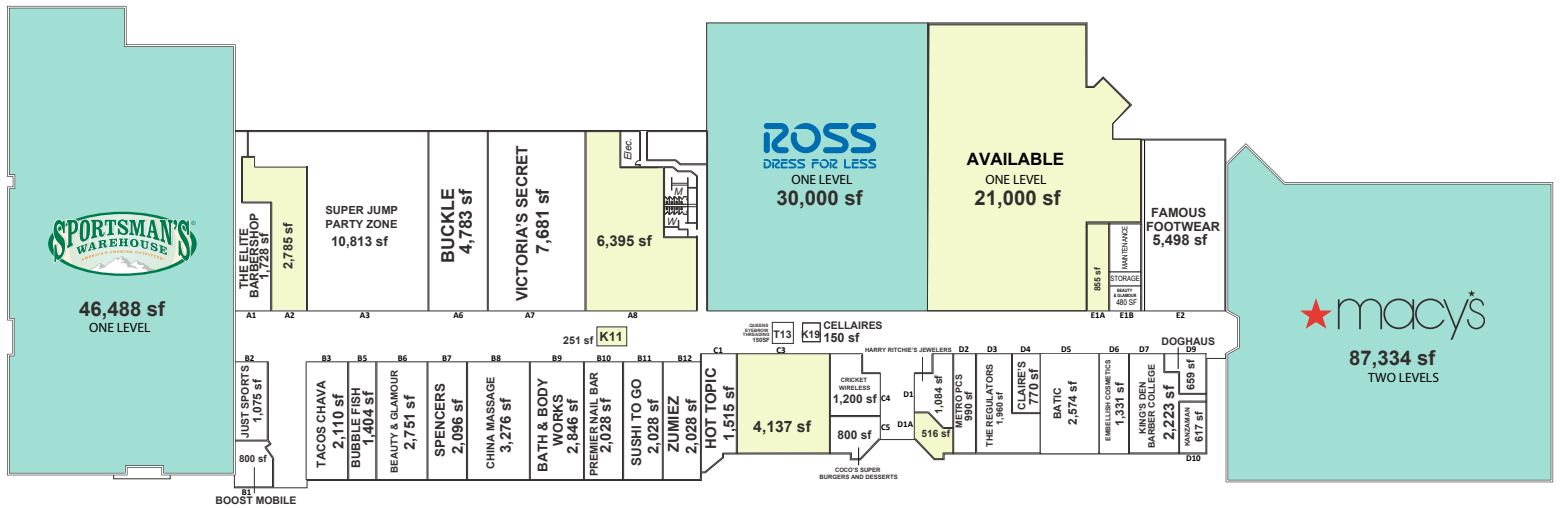 SPORTSMAN'S
WAREHOUSE
AMERICA'S PREMIER OUTFITTER
46,488 sf
ONE LEVEL
THE ELITE
BARBERSHOP
1,728 sf
2,785 sf
SUPER JUMP
PARTY ZONE
10,813 sf
BUCKLE
4,783 sf
VICTORIA'S SECRET
7,681 sf
6,395 sf
Elec.
M
W
A1
A2
A3
A6
A7
A8
ROSS
DRESS FOR LESS
ONE LEVEL
30,000 sf
AVAILABLE
ONE LEVEL
21,000 sf
855 sf
MAINTENANCE
STORAGE
BEAUTY
& GLAMOUR
480 SF
FAMOUS
FOOTWEAR
5,498 sf
E1A
E1B
E2
macy's
87,334 sf
TWO LEVELS
251 sf
K11
QUEENS
EYEBROW
THREADING
150SF
T13
K19
CELLAIRES
150 sf
HARRY RITCHIE'S JEWELERS
DOGHAUS
B2
B3
B5
B6
B7
B8
B9
B10
B11
B12
C1
C3
D2
D3
D4
D5
D6
D7
D9
JUST SPORTS
1,075 sf
800 sf
B1
BOOST MOBILE
TACOS CHAVA
2,110 sf
BUBBLE FISH
1,404 sf
BEAUTY & GLAMOUR
2,751 sf
SPENCERS
2,096 sf
CHINA MASSAGE
3,276 sf
BATH & BODY
WORKS
2,846 sf
PREMIER NAIL BAR
2,028 sf
SUSHI TO GO
2,028 sf
ZUMIEZ
2,028 sf
HOT TOPIC
1,515 sf
4,137 sf
CRICKET
WIRELESS
1,200 sf
C4
800 sf
C5
COCO'S SUPER
BURGERS AND DESSERTS
D1
1,084 sf
D1A
516 sf
METRO PCS
990 sf
THE REGULATORS
1,960 sf
CLAIRE'S
770 sf
BATIC
2,574 sf
EMBELLISH COSMETICS
1,331 sf
KING'S DEN
BARBER COLLEGE
2,223 sf
659 sf
KANZAMAN
617 sf
D10